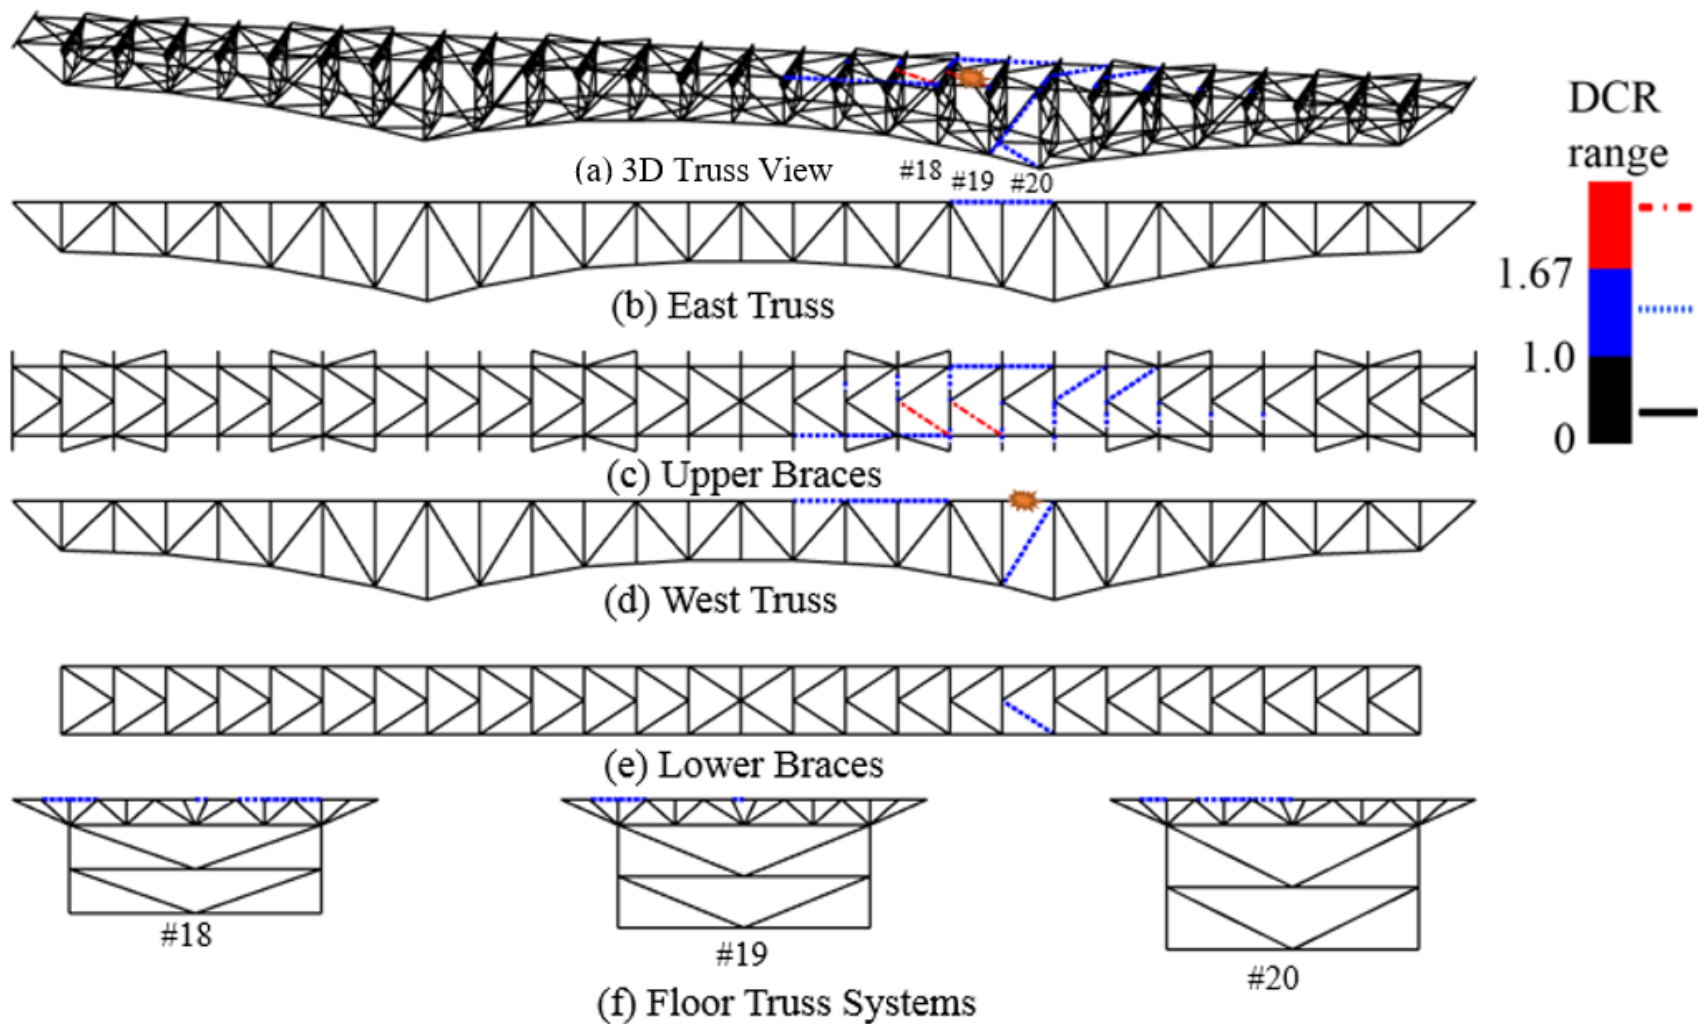 DCR
range
(a) 3D Truss View
#18
#19
#20
1.67
(b) East Truss
1.0
0
(c) Upper Braces
(d) West Truss
(e) Lower Braces
#18
#19
#20
(f) Floor Truss Systems